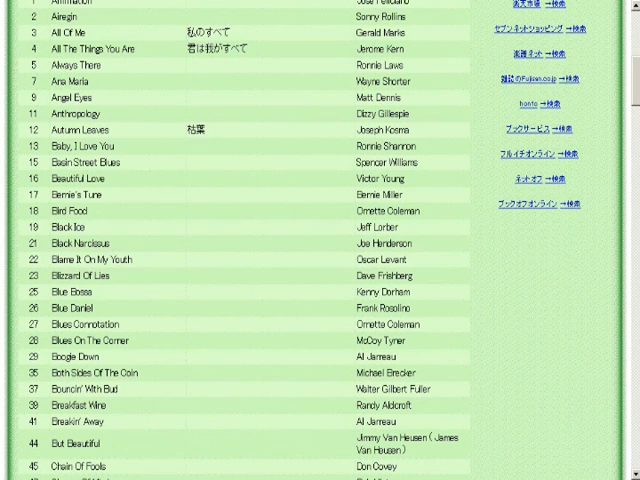 1 Animation José Feliciano
2 Airegin Sonny Rollins
3 All Of Me 私のすべて Gerald Marks
4 All The Things You Are 君は我がすべて Jerome Kern
5 Always There Ronnie Laws
7 Ana Maria Wayne Shorter
9 Angel Eyes Matt Dennis
11 Anthropology Dizzy Gillespie
12 Autumn Leaves 枯葉 Joseph Kosma
13 Baby, I Love You Ronnie Shannon
15 Basin Street Blues Spencer Williams
16 Beautiful Love Victor Young
17 Bernie's Tune Bernie Miller
18 Bird Food Ornette Coleman
19 Black Ice Jeff Lorber
21 Black Narcissus Joe Henderson
22 Blame It On My Youth Oscar Levant
23 Blizzard Of Lies Dave Frishberg
25 Blue Bossa Kenny Dorham
26 Blue Daniel Frank Rosolino
27 Blues Connotation Ornette Coleman
28 Blues On The Corner McCoy Tyner
29 Boogie Down Al Jarreau
35 Both Sides Of The Coin Michael Brecker
37 Bouncin' With Bud Walter Gilbert Fuller
39 Breakfast Wine Randy Aldcroft
41 Breakin' Away Al Jarreau
44 But Beautiful Jimmy Van Heusen ( James
Van Heusen )
45 Chain Of Fools Don Covey
楽天市場 →検索
セブンネットショッピング →検索
楽譜ネット →検索
雑誌のFujisan.co.jp →検索
honto →検索
ブックサービス →検索
フルイチオンライン →検索
ネットオフ →検索
ブックオフオンライン →検索